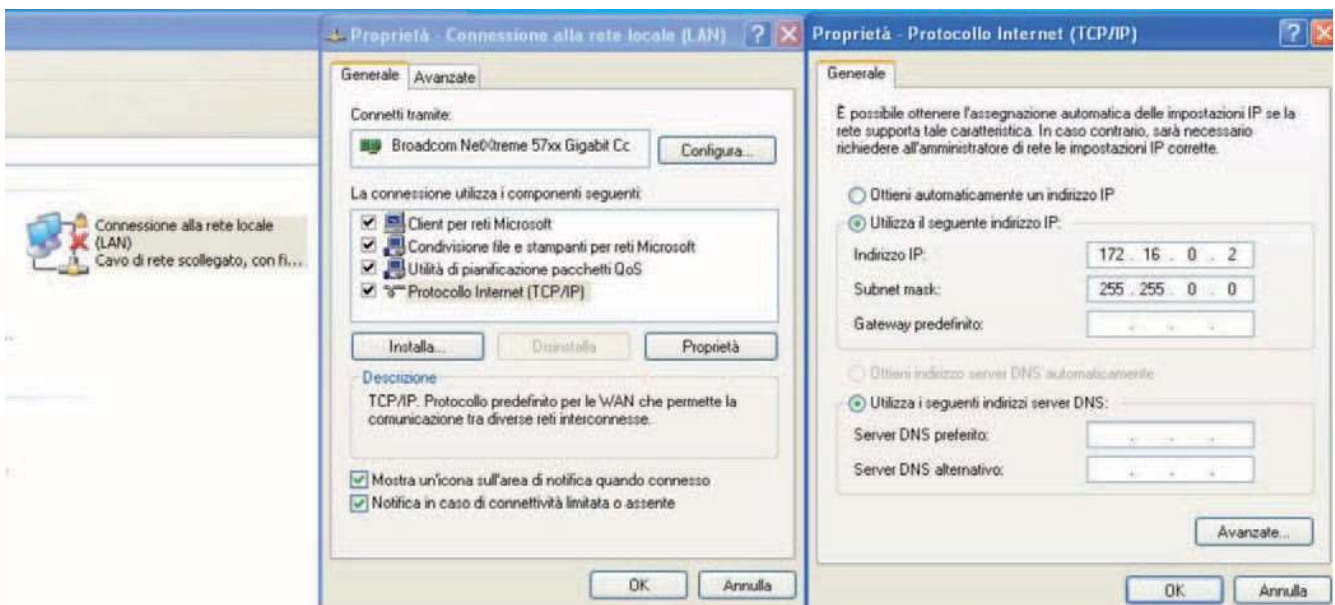 Connessione alla rete locale
(LAN)
Cavo di rete scollegato, con fi...
Proprietà - Connessione alla rete locale (LAN)
Generale
Avanzate
Connetti tramite:
Broadcom NetXtreme 57xx Gigabit Cc
Configura...
La connessione utilizza i componenti seguenti:
Client per reti Microsoft
Condivisione file e stampanti per reti Microsoft
Utilità di pianificazione pacchetti QoS
Protocollo Internet (TCP/IP)
Installa...
Disinstalla
Proprietà
Descrizione
TCP/IP. Protocollo predefinito per le WAN che permette la
comunicazione tra diverse reti interconnesse.
Mostra un'icona sull'area di notifica quando connesso
Notifica in caso di connettività limitata o assente
OK
Annulla
Proprietà - Protocollo Internet (TCP/IP)
Generale
È possibile ottenere l'assegnazione automatica delle impostazioni IP se la
rete supporta tale caratteristica. In caso contrario, sarà necessario
richiedere all'amministratore di rete le impostazioni IP corrette.
Ottieni automaticamente un indirizzo IP
Utilizza il seguente indirizzo IP:
Indirizzo IP: 172 . 16 . 0 . 2
Subnet mask: 255 . 255 . 0 . 0
Gateway predefinito: . . .
Ottieni indirizzo server DNS automaticamente
Utilizza i seguenti indirizzi server DNS:
Server DNS preferito: . . .
Server DNS alternativo: . . .
Avanzate...
OK
Annulla